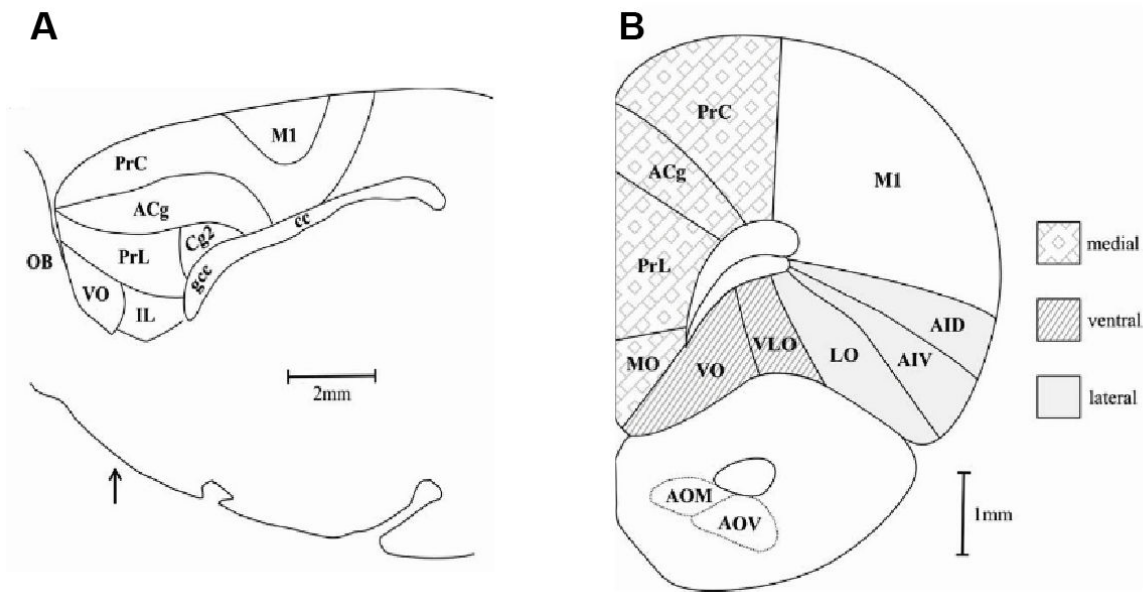 A
PrC
M1
ACg
OB
PrL
Cg2
cc
gcc
VO
IL
2mm
B
PrC
ACg
M1
PrL
MO
VO
VLO
LO
AIV
AID
AOM
AOV
medial
ventral
lateral
1mm